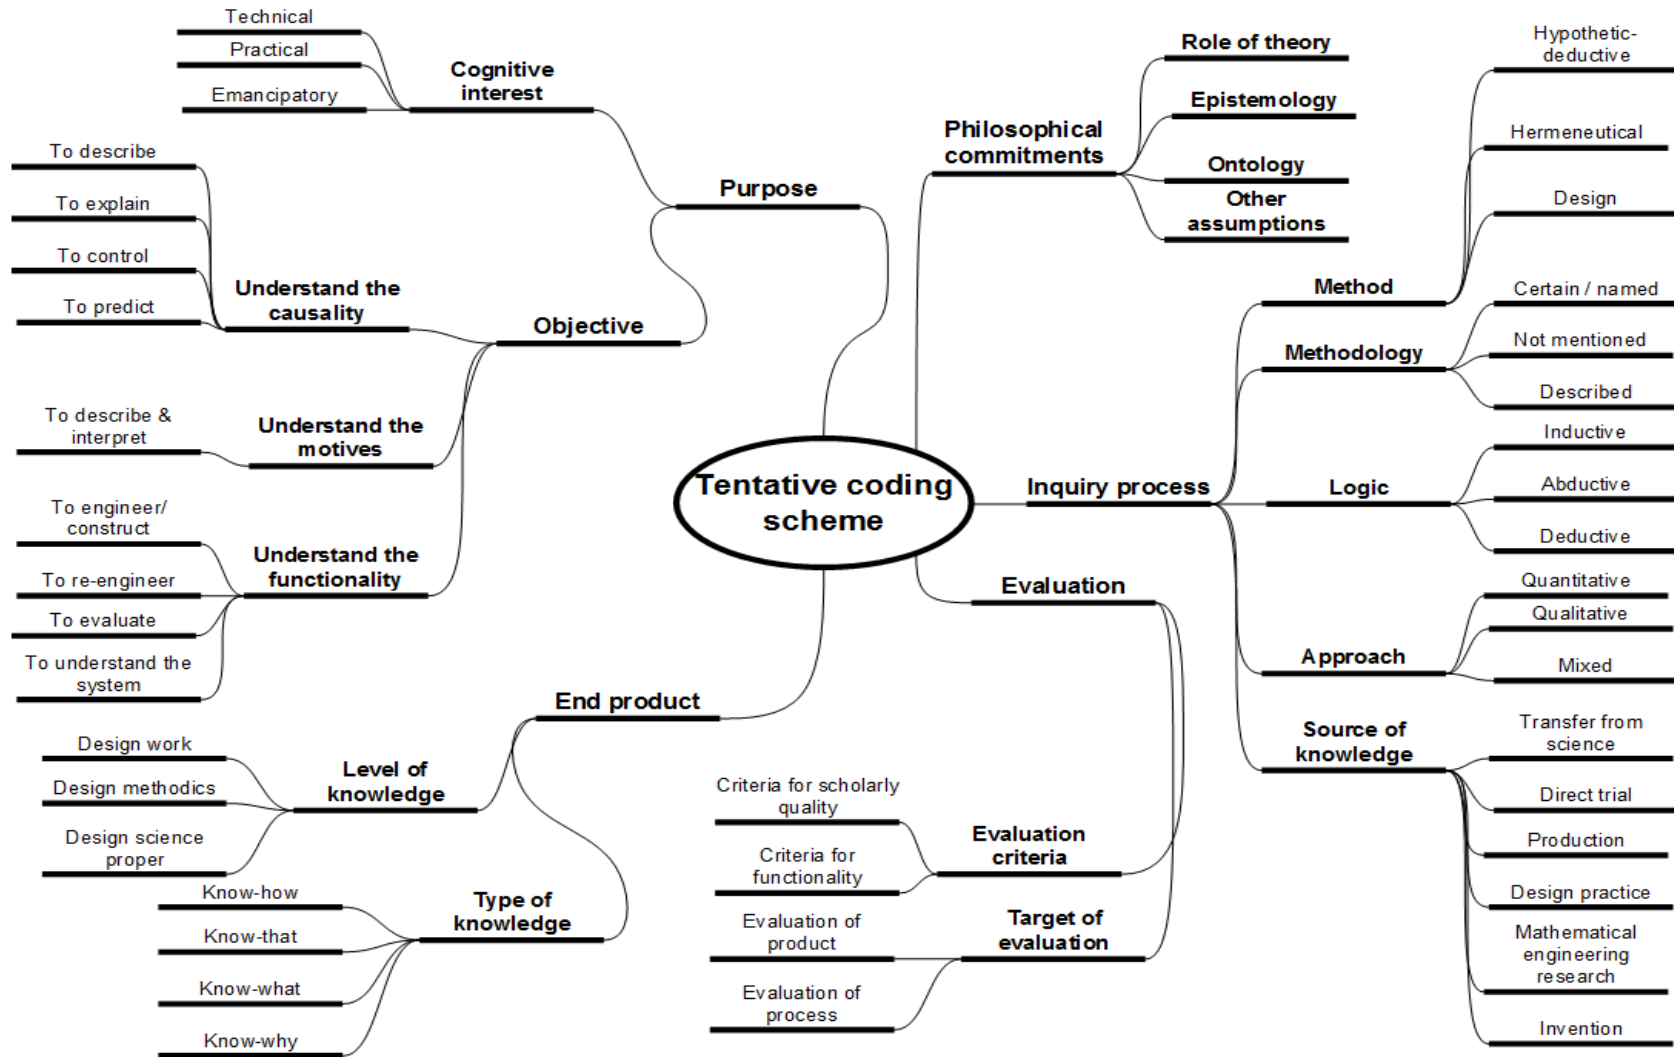 Technical
Practical
Emancipatory
Cognitive
interest
To describe
To explain
To control
To predict
Understand the
causality
Purpose
Objective
To describe &
interpret
Understand the
motives
To engineer/
construct
To re-engineer
To evaluate
To understand the
system
Understand the
functionality
Tentative coding
scheme
End product
Design work
Design methodics
Design science
proper
Level of
knowledge
Know-how
Know-that
Know-what
Know-why
Type of
knowledge
Philosophical
commitments
Role of theory
Epistemology
Ontology
Other
assumptions
Inquiry process
Method
Hypothetic-
deductive
Hermeneutical
Design
Methodology
Certain / named
Not mentioned
Described
Logic
Inductive
Abductive
Deductive
Approach
Quantitative
Qualitative
Mixed
Source of
knowledge
Transfer from
science
Direct trial
Production
Design practice
Mathematical
engineering
research
Invention
Evaluation
Criteria for scholarly
quality
Criteria for
functionality
Evaluation
criteria
Evaluation of
product
Evaluation of
process
Target of
evaluation